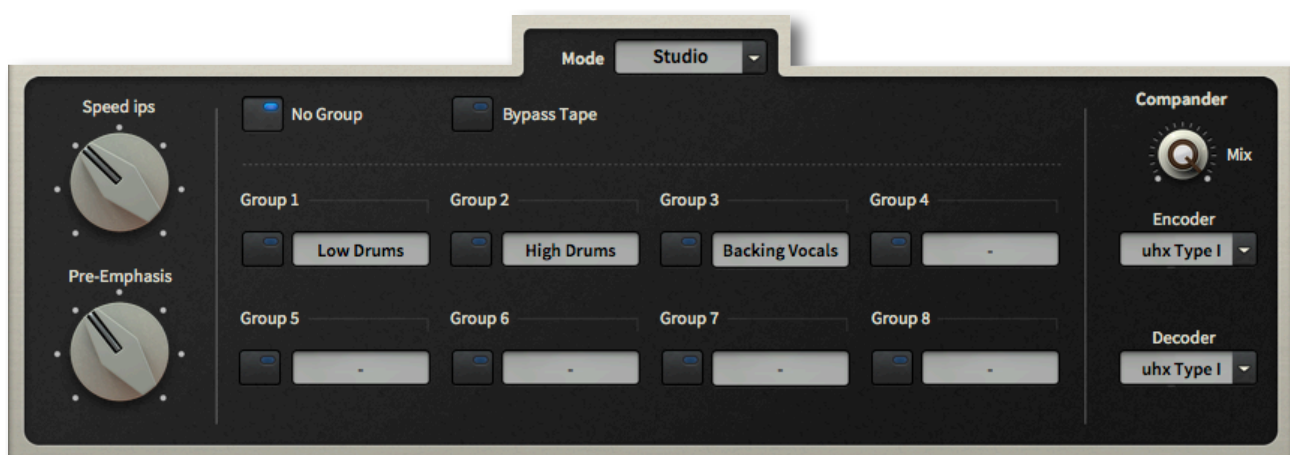 Mode Studio
Speed ips
No Group Bypass Tape
Compander
Mix
Group 1 Group 2 Group 3 Group 4
Low Drums High Drums Backing Vocals -
Encoder
uhx Type I
Pre-Emphasis
Group 5 Group 6 Group 7 Group 8
- - - -
Decoder
uhx Type I